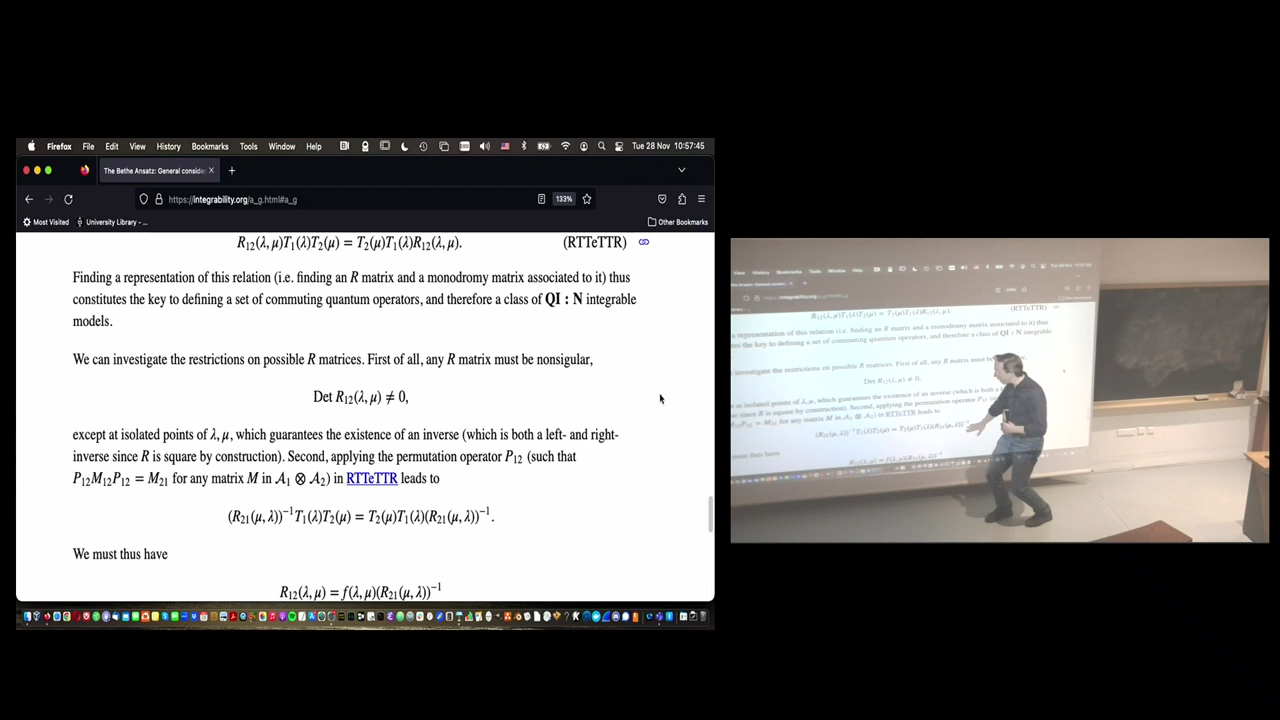 Firefox File Edit View History Bookmarks Tools Window Help Tue 28 Nov 10:57:45
The Bethe Ansatz: General conside
https://integrability.org/a_g.html#a_g 133%
Most Visited University Library - ... Other Bookmarks
R₁₂(λ,μ)T₁(λ)T₂(μ) = T₂(μ)T₁(λ)R₁₂(λ,μ). (RTTeTTR)
Finding a representation of this relation (i.e. finding an R matrix and a monodromy matrix associated to it) thus
constitutes the key to defining a set of commuting quantum operators, and therefore a class of QI : N integrable
models.
We can investigate the restrictions on possible R matrices. First of all, any R matrix must be nonsigular,
Det R₁₂(λ,μ) ≠ 0,
except at isolated points of λ, μ, which guarantees the existence of an inverse (which is both a left- and right-
inverse since R is square by construction). Second, applying the permutation operator P₁₂ (such that
P₁₂M₁₂P₁₂ = M₂₁ for any matrix M in 𝒜₁ ⊗ 𝒜₂) in RTTeTTR leads to
(R₂₁(μ,λ))⁻¹T₁(λ)T₂(μ) = T₂(μ)T₁(λ)(R₂₁(μ,λ))⁻¹.
We must thus have
R₁₂(λ,μ) = f(λ,μ)(R₂₁(μ,λ))⁻¹